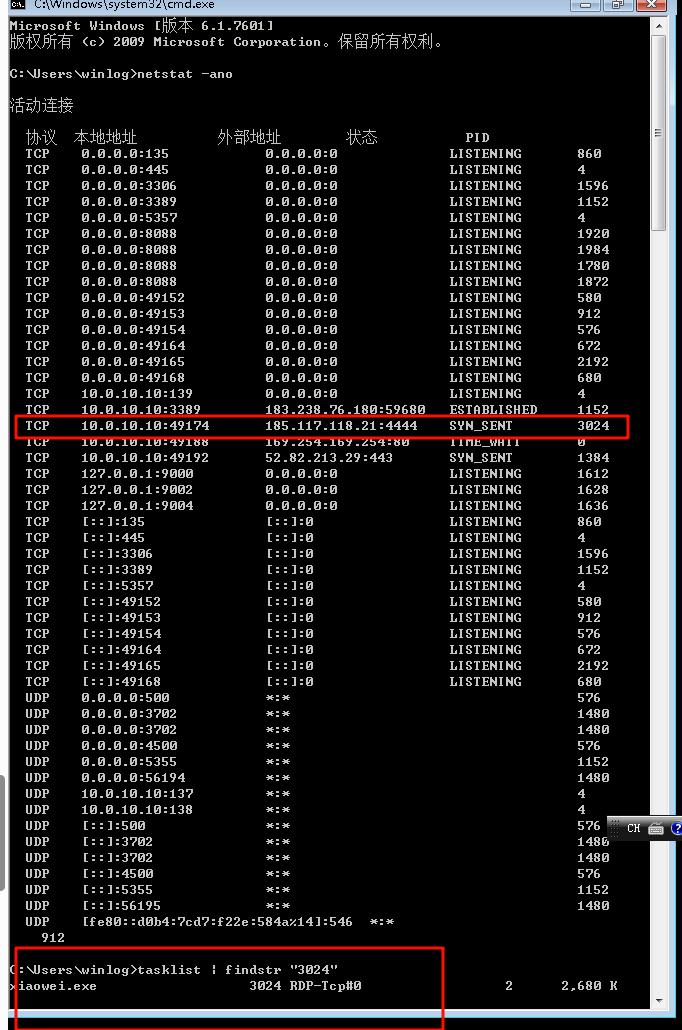 C:\Windows\system32\cmd.exe
Microsoft Windows [版本 6.1.7601]
版权所有 (c) 2009 Microsoft Corporation。保留所有权利。
C:\Users\winlog>netstat -ano
活动连接
协议 本地地址 外部地址 状态 PID
TCP 0.0.0.0:135 0.0.0.0:0 LISTENING 860
TCP 0.0.0.0:445 0.0.0.0:0 LISTENING 4
TCP 0.0.0.0:3306 0.0.0.0:0 LISTENING 1596
TCP 0.0.0.0:3389 0.0.0.0:0 LISTENING 1152
TCP 0.0.0.0:5357 0.0.0.0:0 LISTENING 4
TCP 0.0.0.0:8088 0.0.0.0:0 LISTENING 1920
TCP 0.0.0.0:8088 0.0.0.0:0 LISTENING 1984
TCP 0.0.0.0:8088 0.0.0.0:0 LISTENING 1780
TCP 0.0.0.0:8088 0.0.0.0:0 LISTENING 1872
TCP 0.0.0.0:49152 0.0.0.0:0 LISTENING 580
TCP 0.0.0.0:49153 0.0.0.0:0 LISTENING 912
TCP 0.0.0.0:49154 0.0.0.0:0 LISTENING 576
TCP 0.0.0.0:49164 0.0.0.0:0 LISTENING 672
TCP 0.0.0.0:49165 0.0.0.0:0 LISTENING 2192
TCP 0.0.0.0:49168 0.0.0.0:0 LISTENING 680
TCP 10.0.10.10:139 0.0.0.0:0 LISTENING 4
TCP 10.0.10.10:3389 183.238.76.180:59680 ESTABLISHED 1152
TCP 10.0.10.10:49174 185.117.118.21:4444 SYN_SENT 3024
TCP 10.0.10.10:49188 169.254.169.254:80 TIME_WAIT 0
TCP 10.0.10.10:49192 52.82.213.29:443 SYN_SENT 1384
TCP 127.0.0.1:9000 0.0.0.0:0 LISTENING 1612
TCP 127.0.0.1:9002 0.0.0.0:0 LISTENING 1628
TCP 127.0.0.1:9004 0.0.0.0:0 LISTENING 1636
TCP [::]:135 [::]:0 LISTENING 860
TCP [::]:445 [::]:0 LISTENING 4
TCP [::]:3306 [::]:0 LISTENING 1596
TCP [::]:3389 [::]:0 LISTENING 1152
TCP [::]:5357 [::]:0 LISTENING 4
TCP [::]:49152 [::]:0 LISTENING 580
TCP [::]:49153 [::]:0 LISTENING 912
TCP [::]:49154 [::]:0 LISTENING 576
TCP [::]:49164 [::]:0 LISTENING 672
TCP [::]:49165 [::]:0 LISTENING 2192
TCP [::]:49168 [::]:0 LISTENING 680
UDP 0.0.0.0:500 *:* 576
UDP 0.0.0.0:3702 *:* 1480
UDP 0.0.0.0:3702 *:* 1480
UDP 0.0.0.0:4500 *:* 576
UDP 0.0.0.0:5355 *:* 1152
UDP 0.0.0.0:56194 *:* 1480
UDP 10.0.10.10:137 *:* 4
UDP 10.0.10.10:138 *:* 4
UDP [::]:500 *:* 576
UDP [::]:3702 *:* 1480
UDP [::]:3702 *:* 1480
UDP [::]:4500 *:* 576
UDP [::]:5355 *:* 1152
UDP [::]:56195 *:* 1480
UDP [fe80::d0b4:7cd7:f22e:584a%14]:546 *:*
912
C:\Users\winlog>tasklist | findstr "3024"
xiaowei.exe 3024 RDP-Tcp#0 2 2,680 K
CH